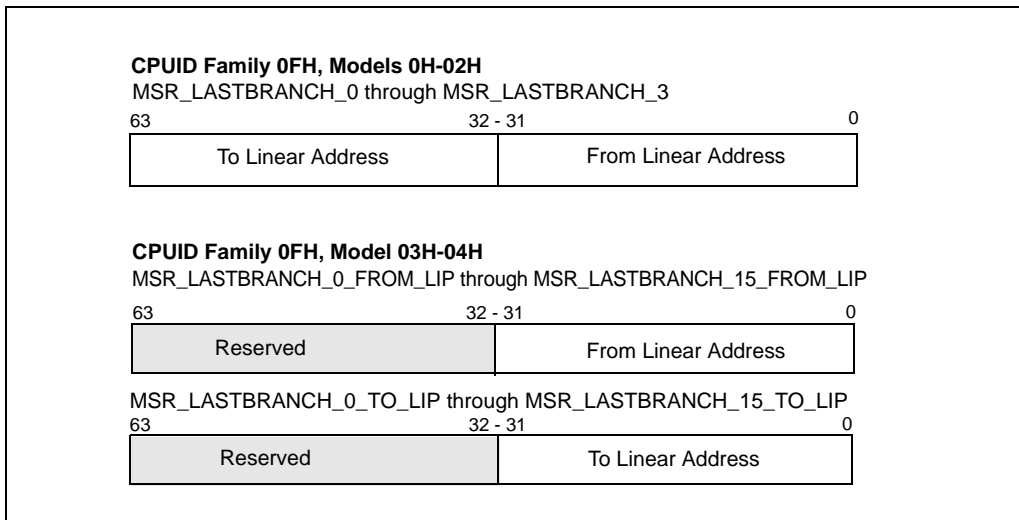 CPUID Family 0FH, Models 0H-02H
MSR_LASTBRANCH_0 through MSR_LASTBRANCH_3
63 32 - 31 0
To Linear Address From Linear Address
CPUID Family 0FH, Model 03H-04H
MSR_LASTBRANCH_0_FROM_LIP through MSR_LASTBRANCH_15_FROM_LIP
63 32 - 31 0
Reserved From Linear Address
MSR_LASTBRANCH_0_TO_LIP through MSR_LASTBRANCH_15_TO_LIP
63 32 - 31 0
Reserved To Linear Address